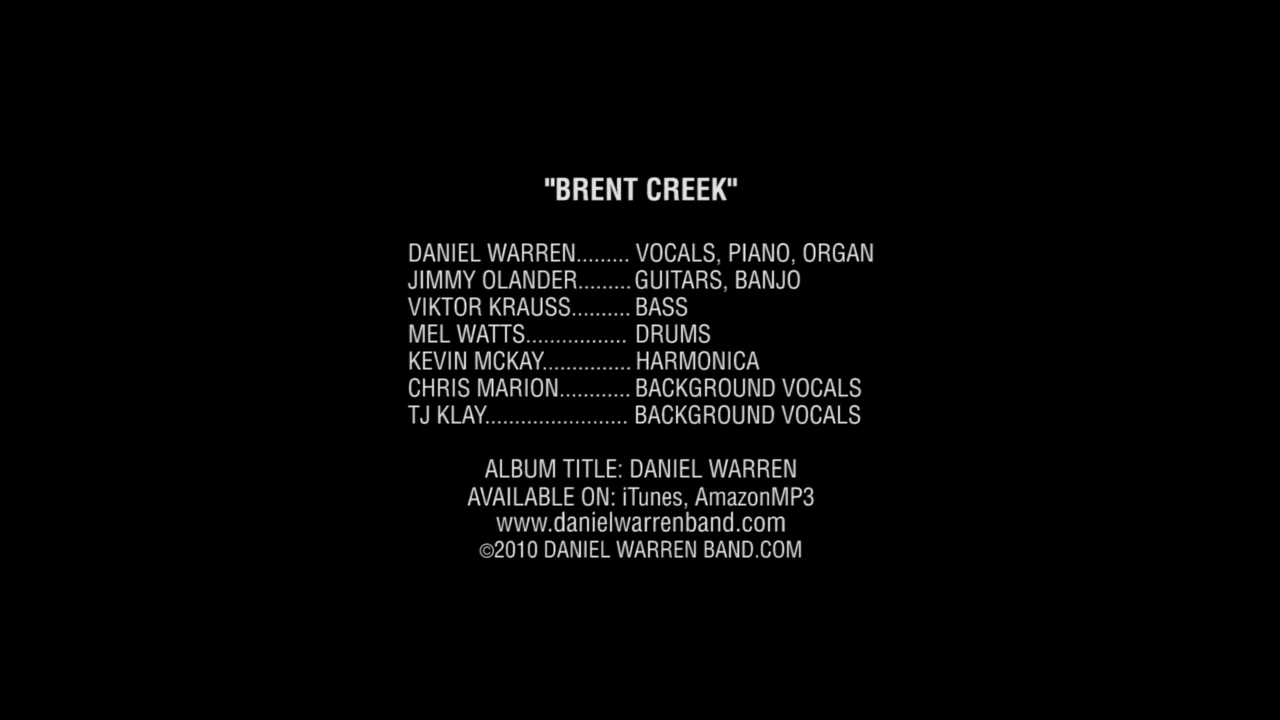 "BRENT CREEK"
DANIEL WARREN......... VOCALS, PIANO, ORGAN
JIMMY OLANDER......... GUITARS, BANJO
VIKTOR KRAUSS.......... BASS
MEL WATTS................. DRUMS
KEVIN MCKAY............... HARMONICA
CHRIS MARION............ BACKGROUND VOCALS
TJ KLAY........................ BACKGROUND VOCALS
ALBUM TITLE: DANIEL WARREN
AVAILABLE ON: iTunes, AmazonMP3
www.danielwarrenband.com
©2010 DANIEL WARREN BAND.COM